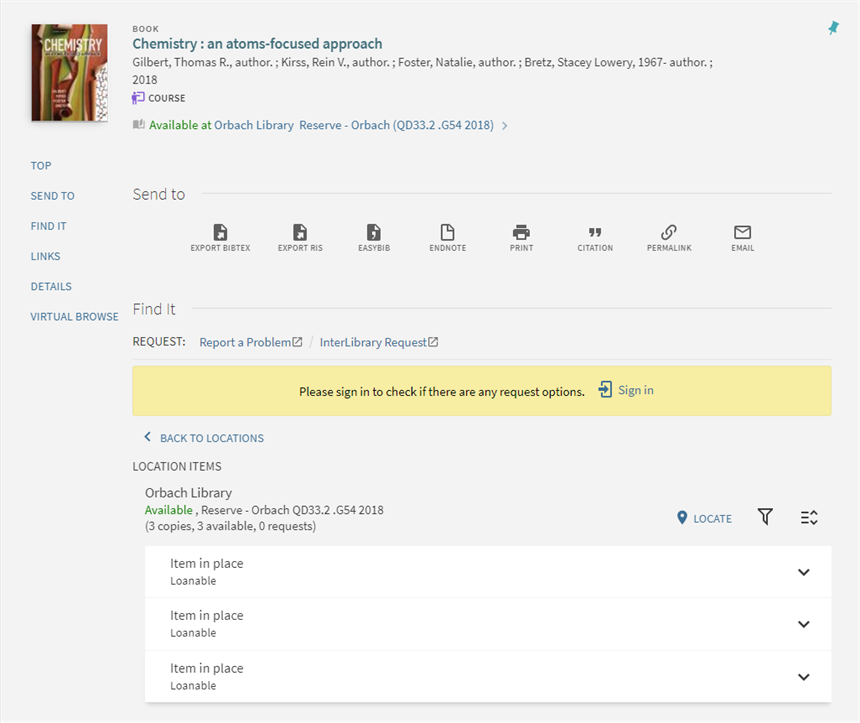 BOOK
Chemistry : an atoms-focused approach
Gilbert, Thomas R., author. ; Kirss, Rein V., author. ; Foster, Natalie, author. ; Bretz, Stacey Lowery, 1967- author. ;
2018
COURSE
Available at Orbach Library Reserve - Orbach (QD33.2 .G54 2018)
CHEMISTRY
TOP
SEND TO
FIND IT
LINKS
DETAILS
VIRTUAL BROWSE
Send to
EXPORT BIBTEX
EXPORT RIS
EASYBIB
ENDNOTE
PRINT
CITATION
PERMALINK
EMAIL
Find It
REQUEST: Report a Problem / InterLibrary Request
Please sign in to check if there are any request options. Sign in
BACK TO LOCATIONS
LOCATION ITEMS
Orbach Library
Available , Reserve - Orbach QD33.2 .G54 2018
(3 copies, 3 available, 0 requests)
LOCATE
Item in place
Loanable
Item in place
Loanable
Item in place
Loanable